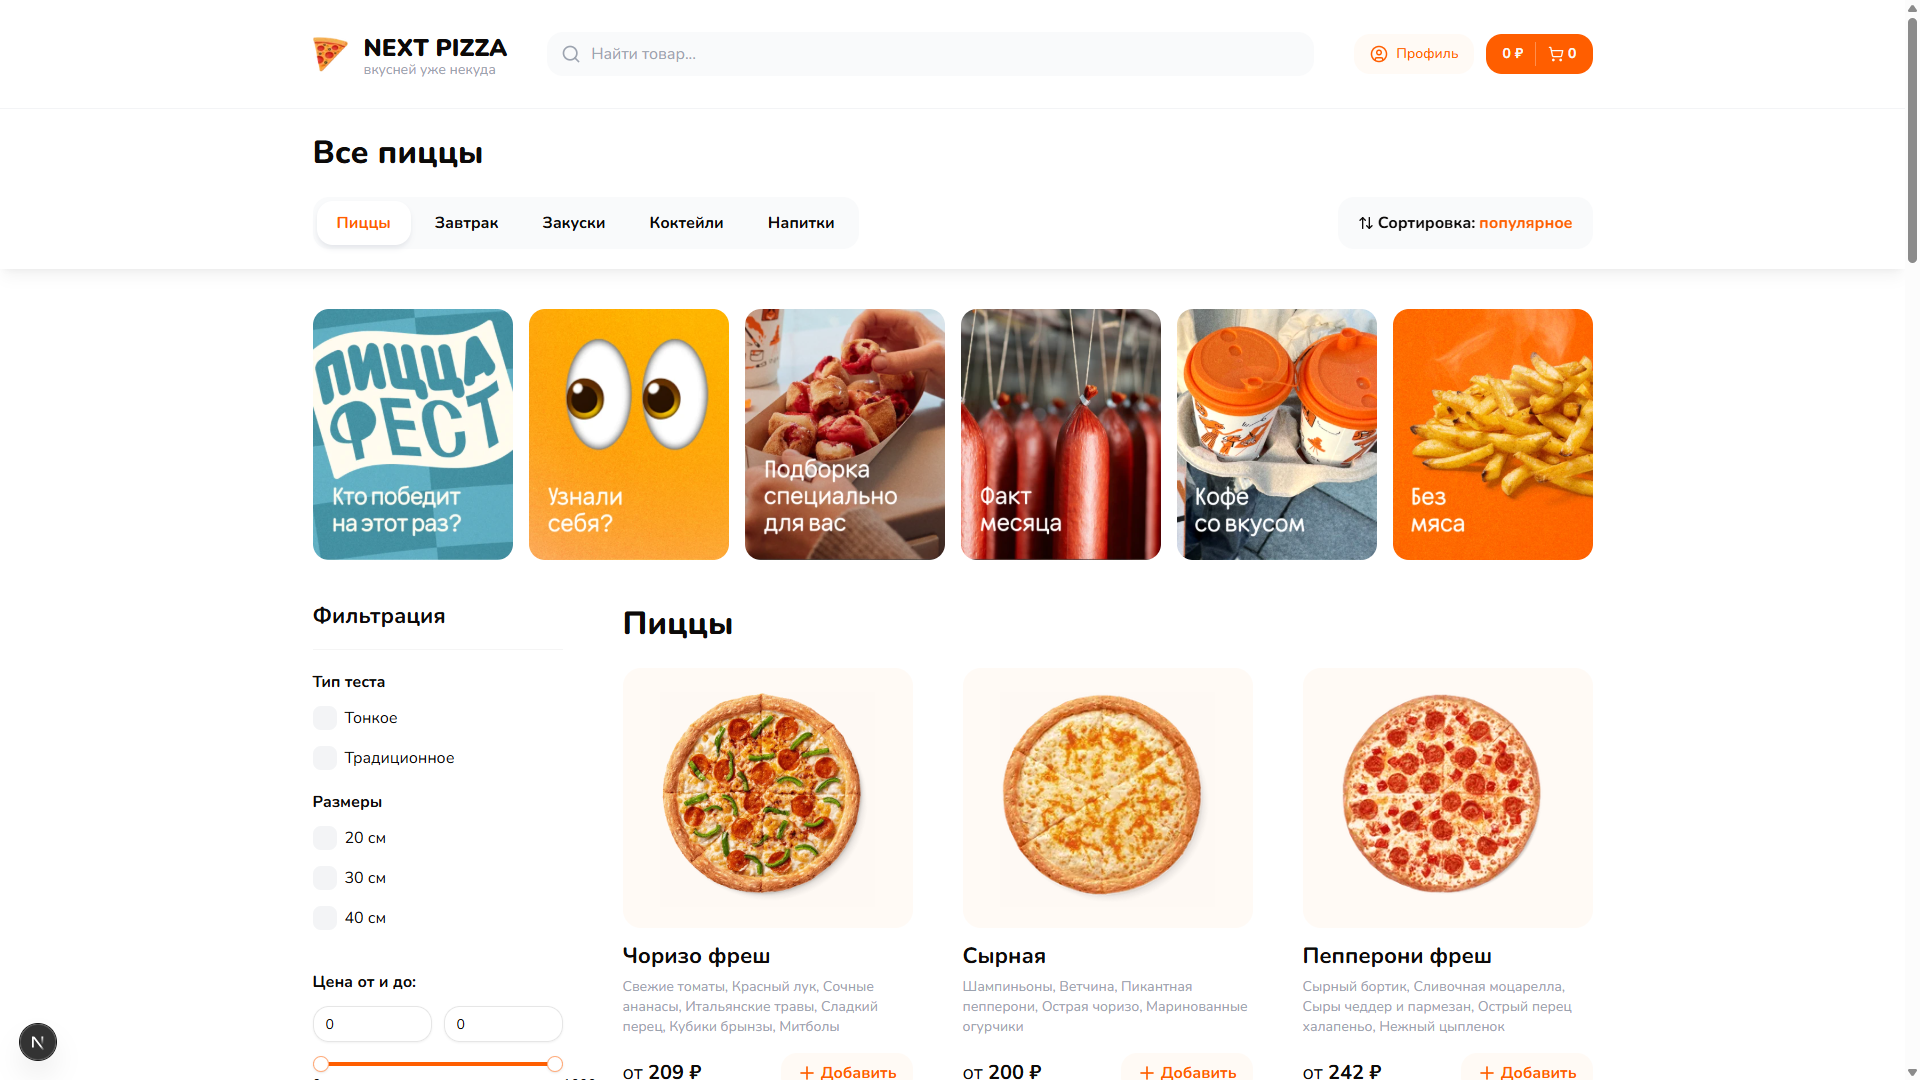 NEXT PIZZA
вкусней уже некуда
Найти товар...
Профиль
0 ₽
0
Все пиццы
Пиццы
Завтрак
Закуски
Коктейли
Напитки
Сортировка: популярное
ПИЦЦА
ФЕСТ
Кто победит
на этот раз?
Узнали
себя?
Подборка
специально
для вас
Факт
месяца
Кофе
со вкусом
Без
мяса
Фильтрация
Тип теста
Тонкое
Традиционное
Размеры
20 см
30 см
40 см
Цена от и до:
0
0
Пиццы
Чоризо фреш
Свежие томаты, Красный лук, Сочные
ананасы, Итальянские травы, Сладкий
перец, Кубики брынзы, Митболы
от 209 ₽
+ Добавить
Сырная
Шампиньоны, Ветчина, Пикантная
пепперони, Острая чоризо, Маринованные
огурчики
от 200 ₽
+ Добавить
Пепперони фреш
Сырный бортик, Сливочная моцарелла,
Сыры чеддер и пармезан, Острый перец
халапеньо, Нежный цыпленок
от 242 ₽
+ Добавить
N